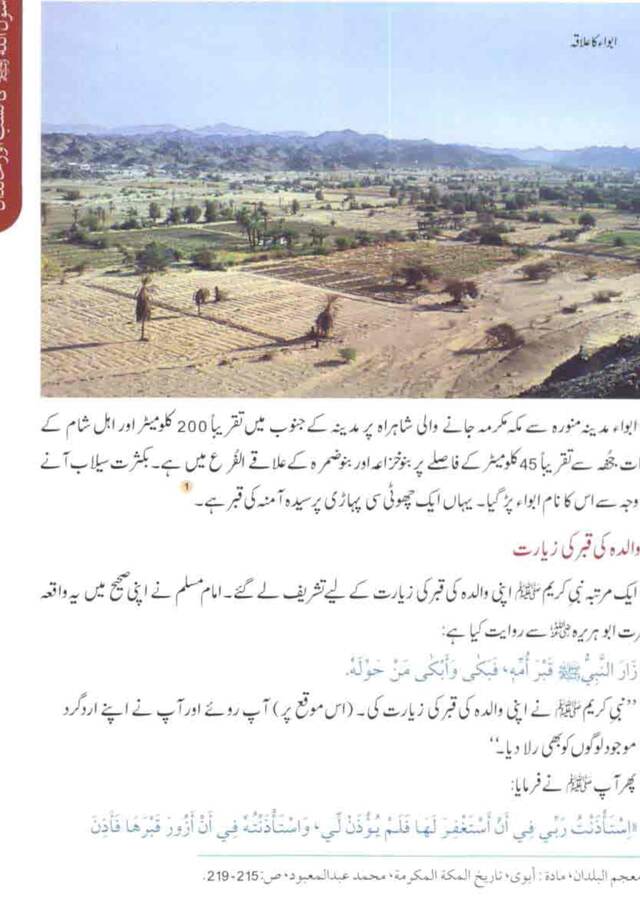 ابواء کا علاقہ
ابواء مدینہ منورہ سے مکہ مکرمہ جانے والی شاہراہ پر مدینہ کے جنوب میں تقریباً 200 کلومیٹر اور اہل شام کے
ات جُحفہ سے تقریباً 45 کلومیٹر کے فاصلے پر بنو خزاعہ اور بنو ضمرہ کے علاقے الفُرع میں ہے۔ بکثرت سیلاب آنے
وجہ سے اس کا نام ابواء پڑ گیا۔ یہاں ایک چھوٹی سی پہاڑی پر سیدہ آمنہ کی قبر ہے۔ 1
والدہ کی قبر کی زیارت
ایک مرتبہ نبی کریم ﷺ اپنی والدہ کی قبر کی زیارت کے لیے تشریف لے گئے۔ امام مسلم نے اپنی صحیح میں یہ واقعہ
رت ابو ہریرہ رضی اللہ عنہ سے روایت کیا ہے:
زَارَ النَّبِيُّ ﷺ قَبْرَ أُمِّهِ، فَبَكٰى وَأَبْكٰى مَنْ حَوْلَهُ.
’’نبی کریم ﷺ نے اپنی والدہ کی قبر کی زیارت کی۔ (اس موقع پر) آپ روئے اور آپ نے اپنے اردگرد
موجود لوگوں کو بھی رلا دیا۔‘‘
پھر آپ ﷺ نے فرمایا:
«اِسْتَأْذَنْتُ رَبِّي فِي أَنْ أَسْتَغْفِرَ لَهَا فَلَمْ يُؤْذَنْ لِّي، وَاسْتَأْذَنْتُهُ فِي أَنْ أَزُورَ قَبْرَهَا فَأَذِنَ
معجم البلدان، مادة: أبوى، تاريخ المكة المكرمة، محمد عبدالمعبود، ص: 215-219.